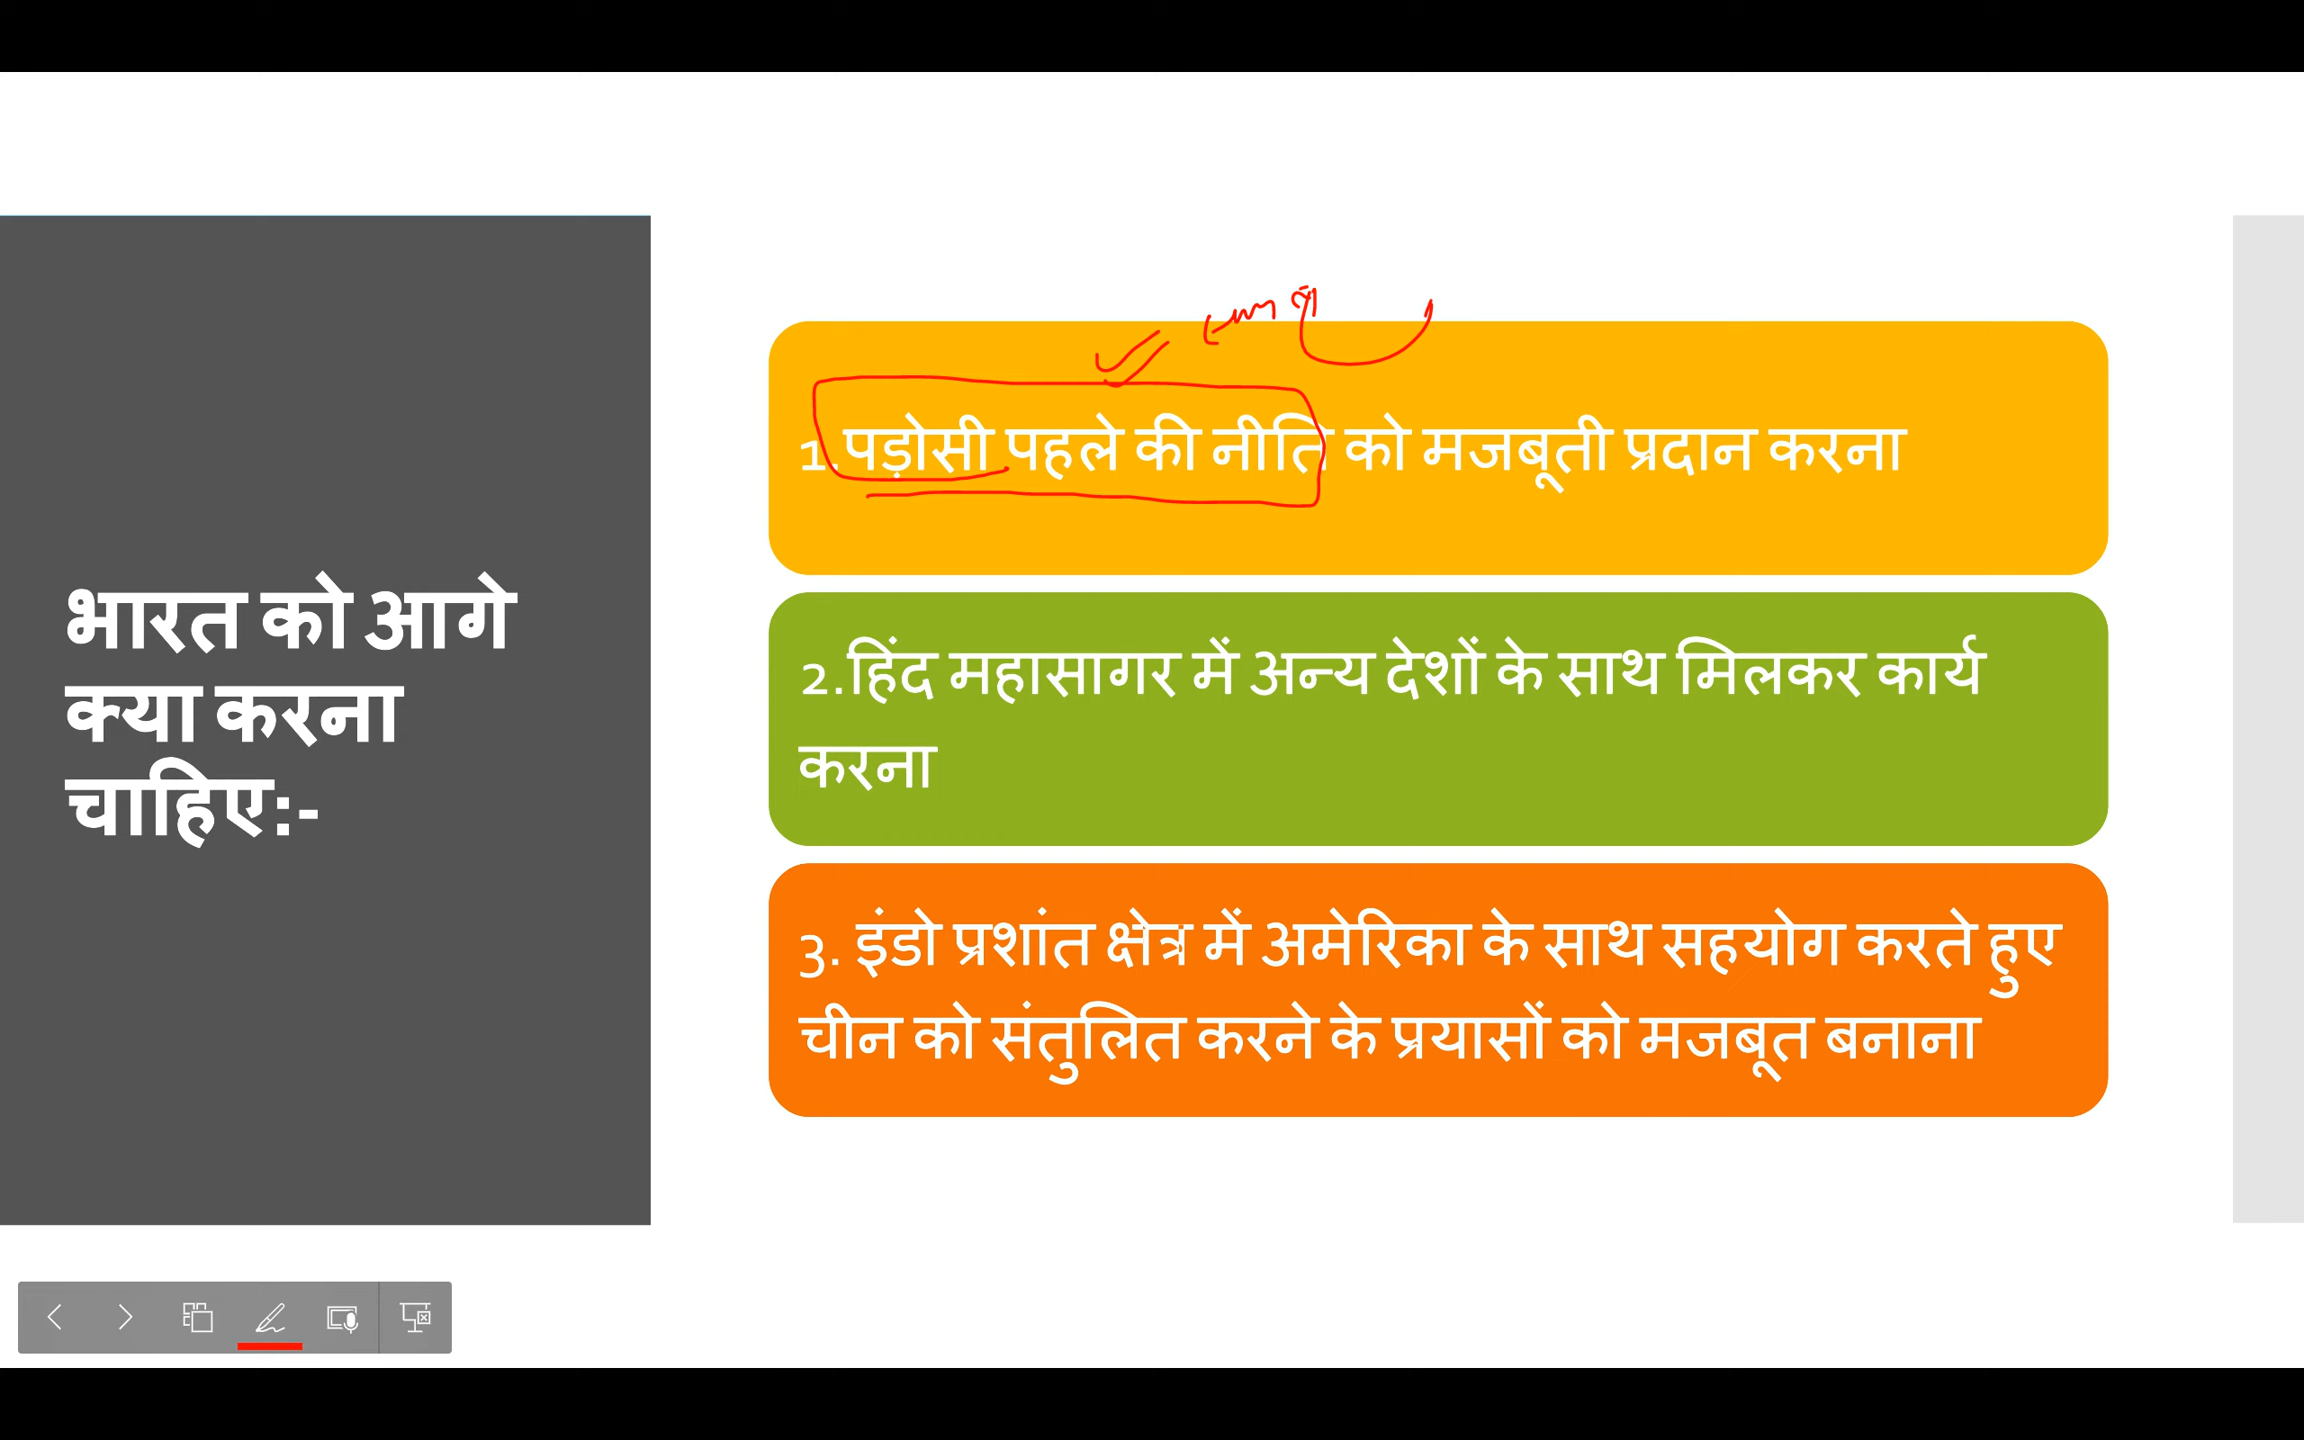 भारत को आगे
क्या करना
चाहिए:-
1.पड़ोसी पहले की नीति को मजबूती प्रदान करना
2.हिंद महासागर में अन्य देशों के साथ मिलकर कार्य
करना
3. इंडो प्रशांत क्षेत्र में अमेरिका के साथ सहयोग करते हुए
चीन को संतुलित करने के प्रयासों को मजबूत बनाना